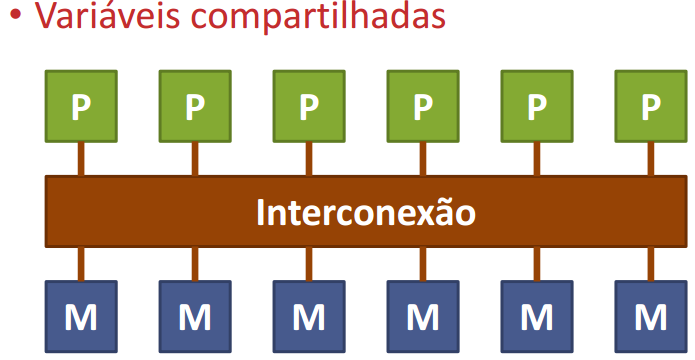 • Variáveis compartilhadas
P P P P P P
Interconexão
M M M M M M